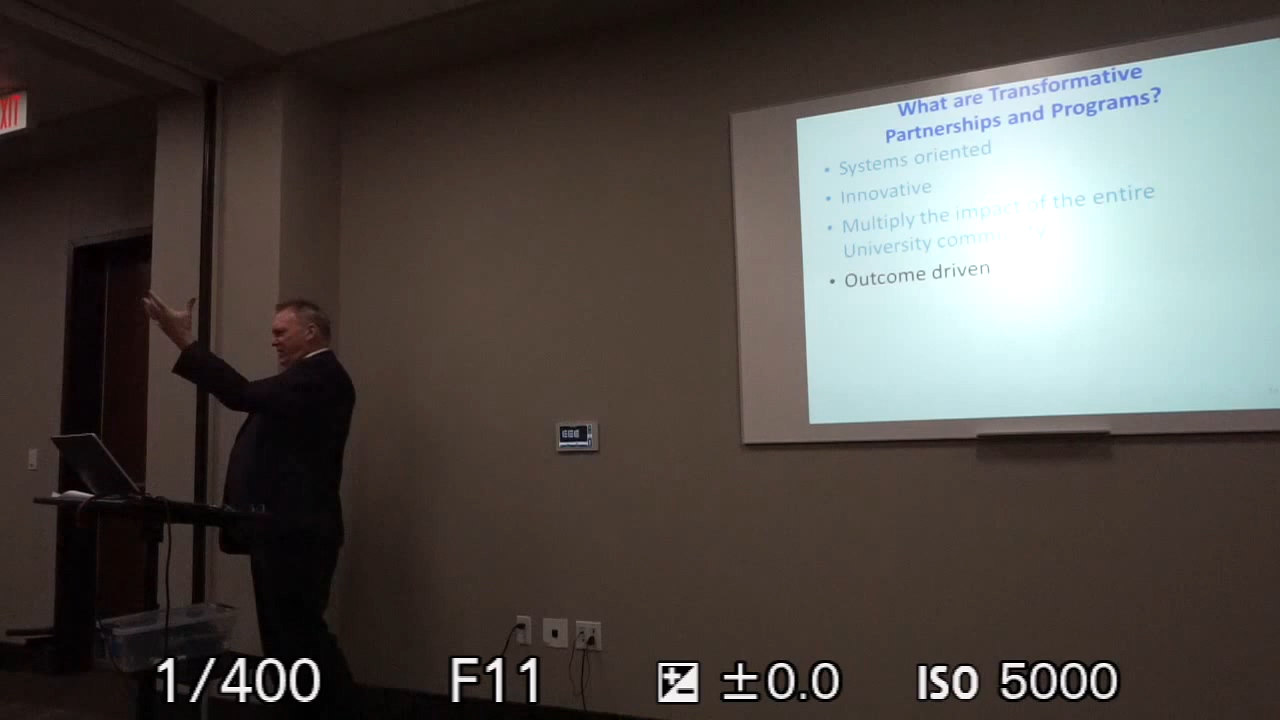 EXIT
What are Transformative
Partnerships and Programs?
• Systems oriented
• Innovative
• Multiply the impact of the entire
University
• Outcome driven
1/400 F11 ±0.0 ISO 5000